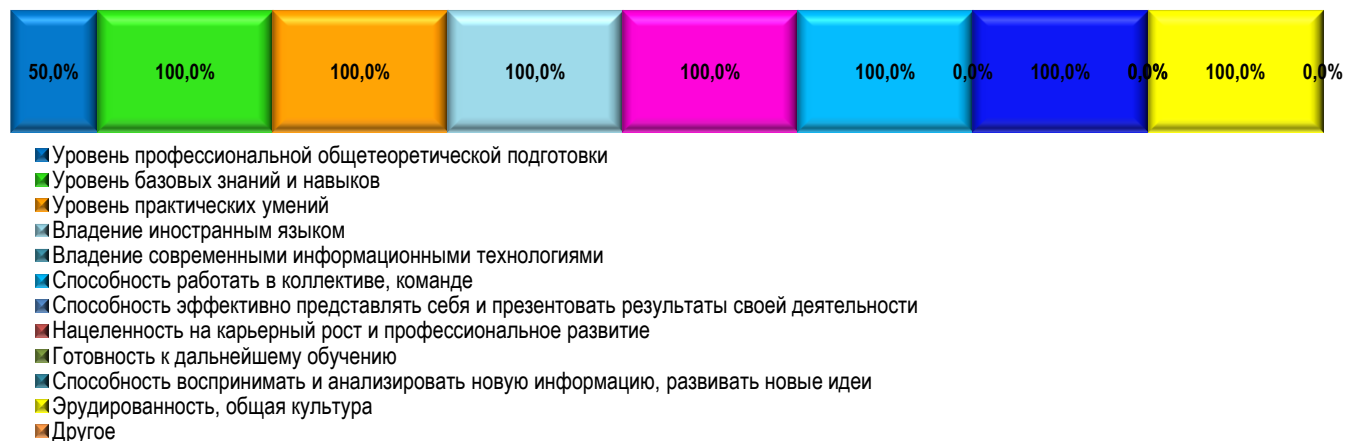 50,0% 100,0% 100,0% 100,0% 100,0% 100,0% 0,0% 100,0% 0,0% 100,0% 0,0%
Уровень профессиональной общетеоретической подготовки
Уровень базовых знаний и навыков
Уровень практических умений
Владение иностранным языком
Владение современными информационными технологиями
Способность работать в коллективе, команде
Способность эффективно представлять себя и презентовать результаты своей деятельности
Нацеленность на карьерный рост и профессиональное развитие
Готовность к дальнейшему обучению
Способность воспринимать и анализировать новую информацию, развивать новые идеи
Эрудированность, общая культура
Другое